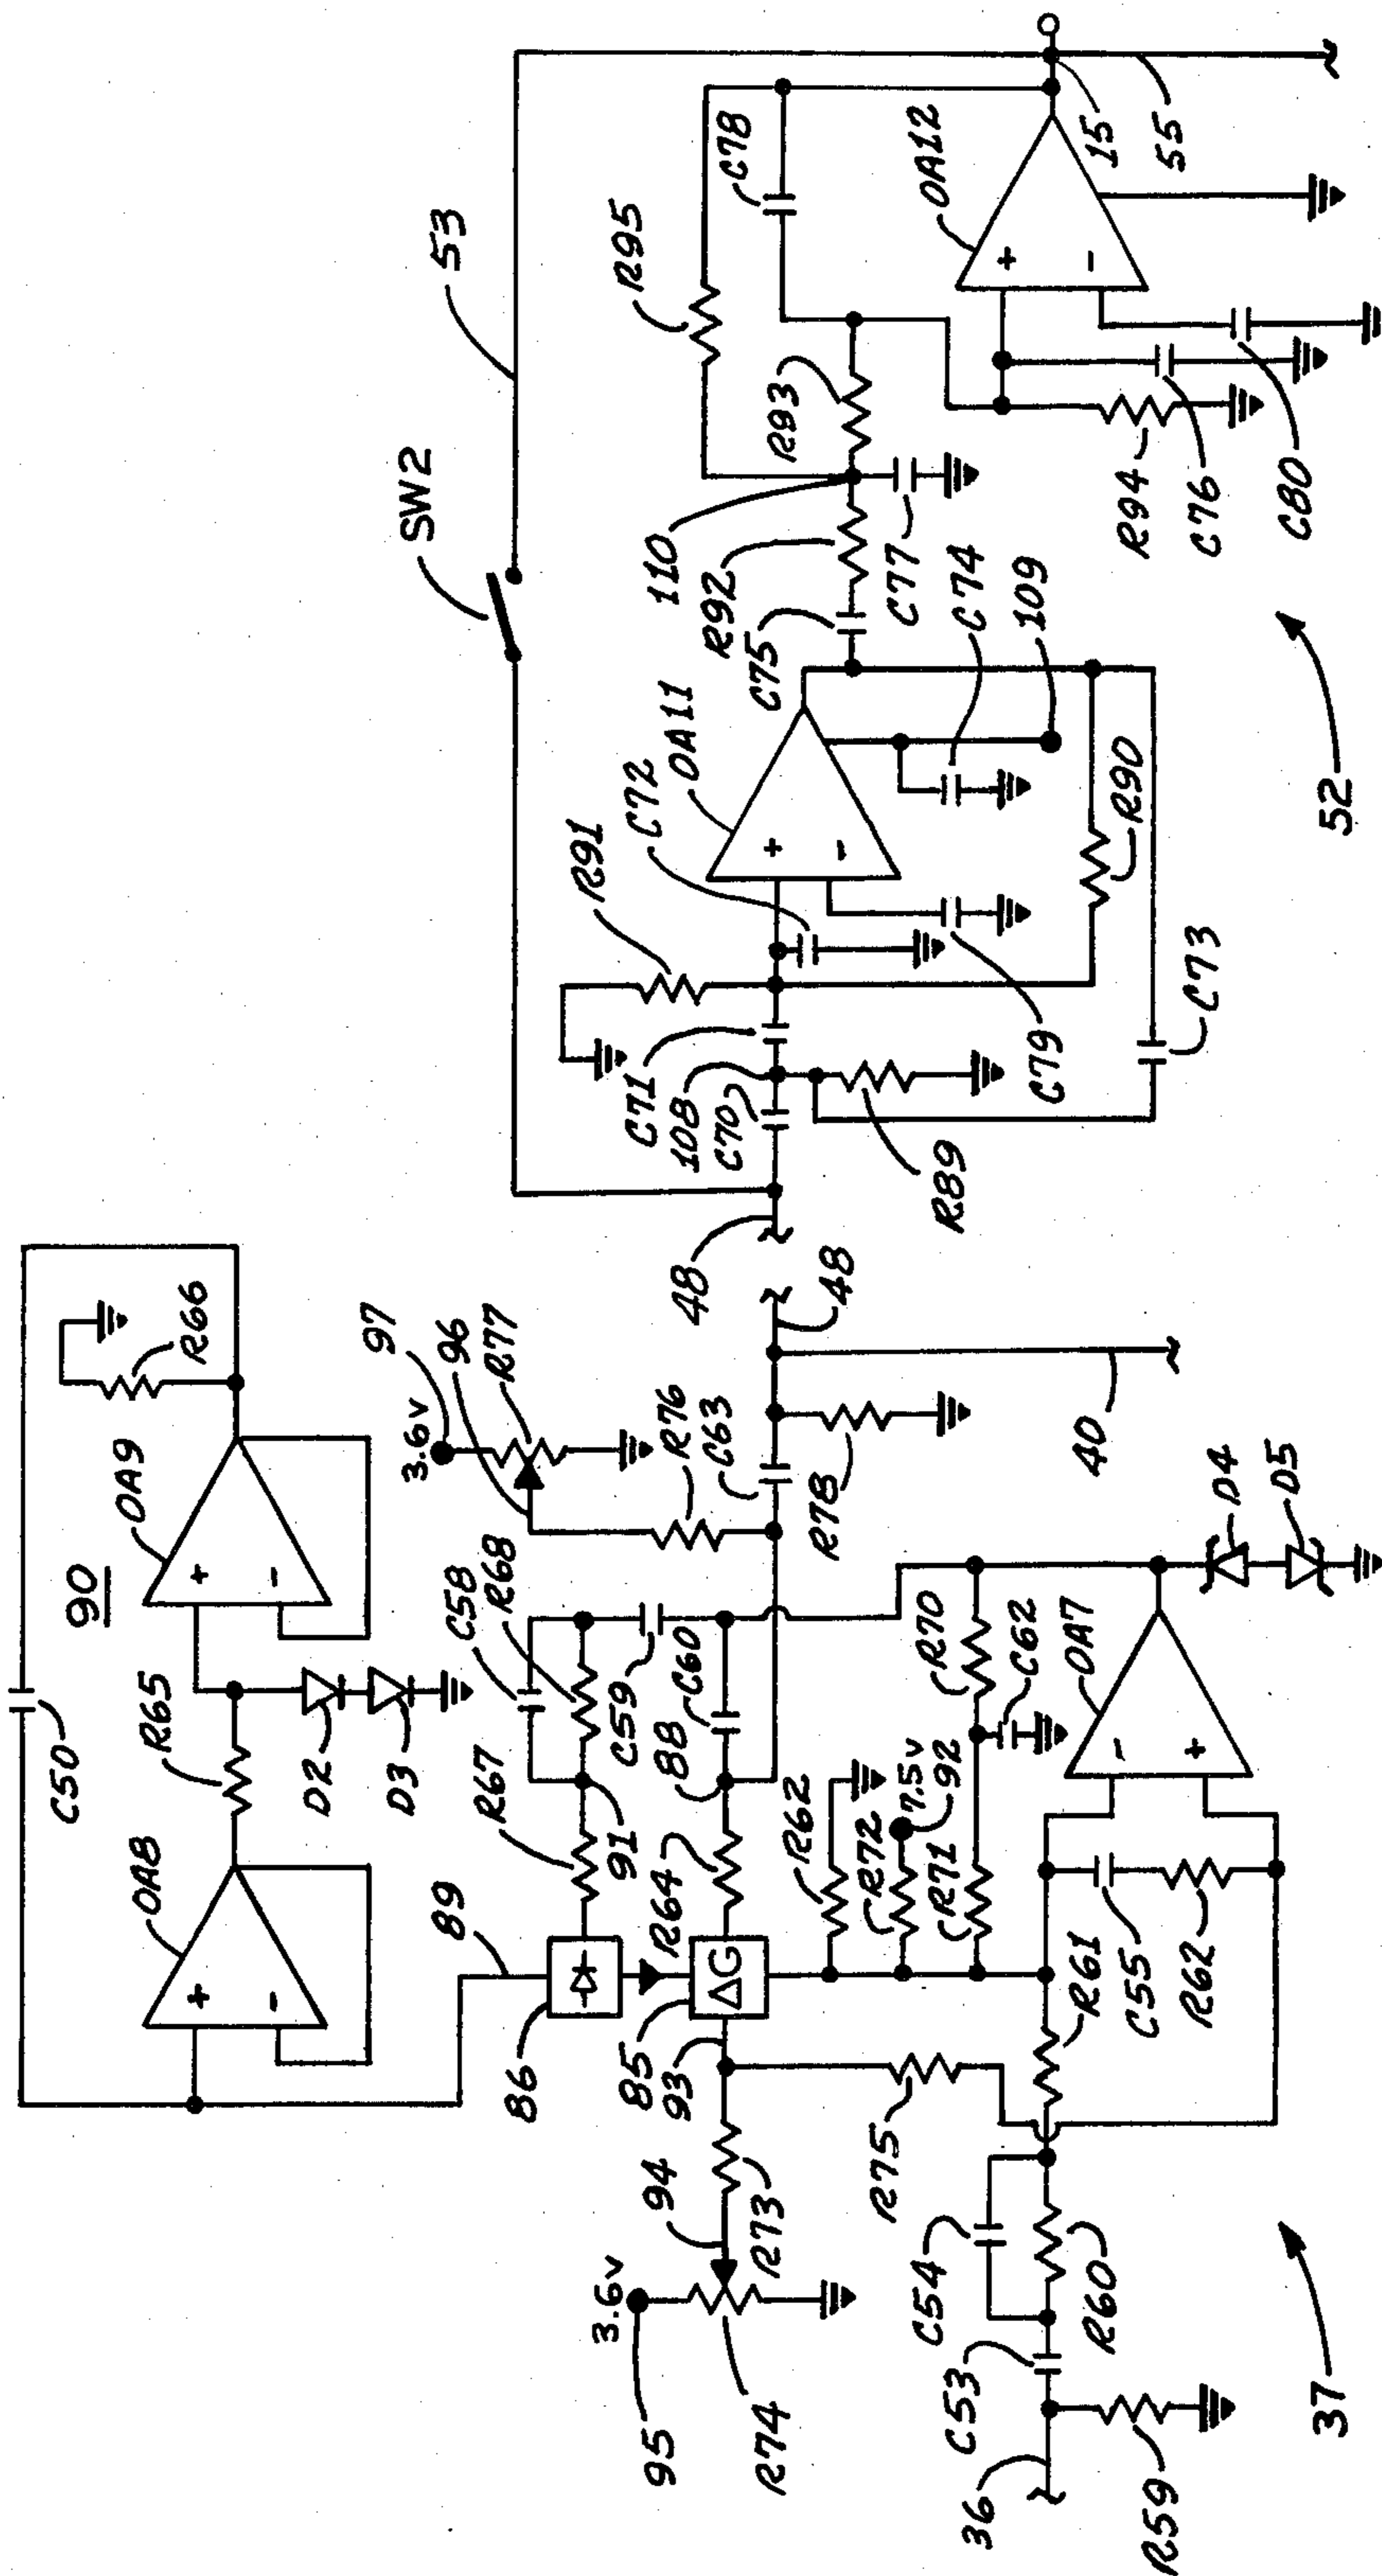 C50
90
OA8
OA9
R65
R66
D2
D3
89
86
R67
C58
R68
91
C59
3.6v
97
96
R77
R76
C63
85
93
ΔG
R64
88
C60
3.6v
95
94
R74
R73
R75
R62
R72
7.5v
92
R71
R70
C62
OA7
R61
C55
R62
D4
D5
R78
40
48
48
36
R59
C53
C54
R60
37
SW2
53
C71
108
C70
R91
C72
OA11
R89
C79
C73
R90
C74
109
C75
R92
110
C77
R93
R95
C78
OA12
R94
C76
C80
15
55
52
+
-
+
-
-
+
+
-
+
-